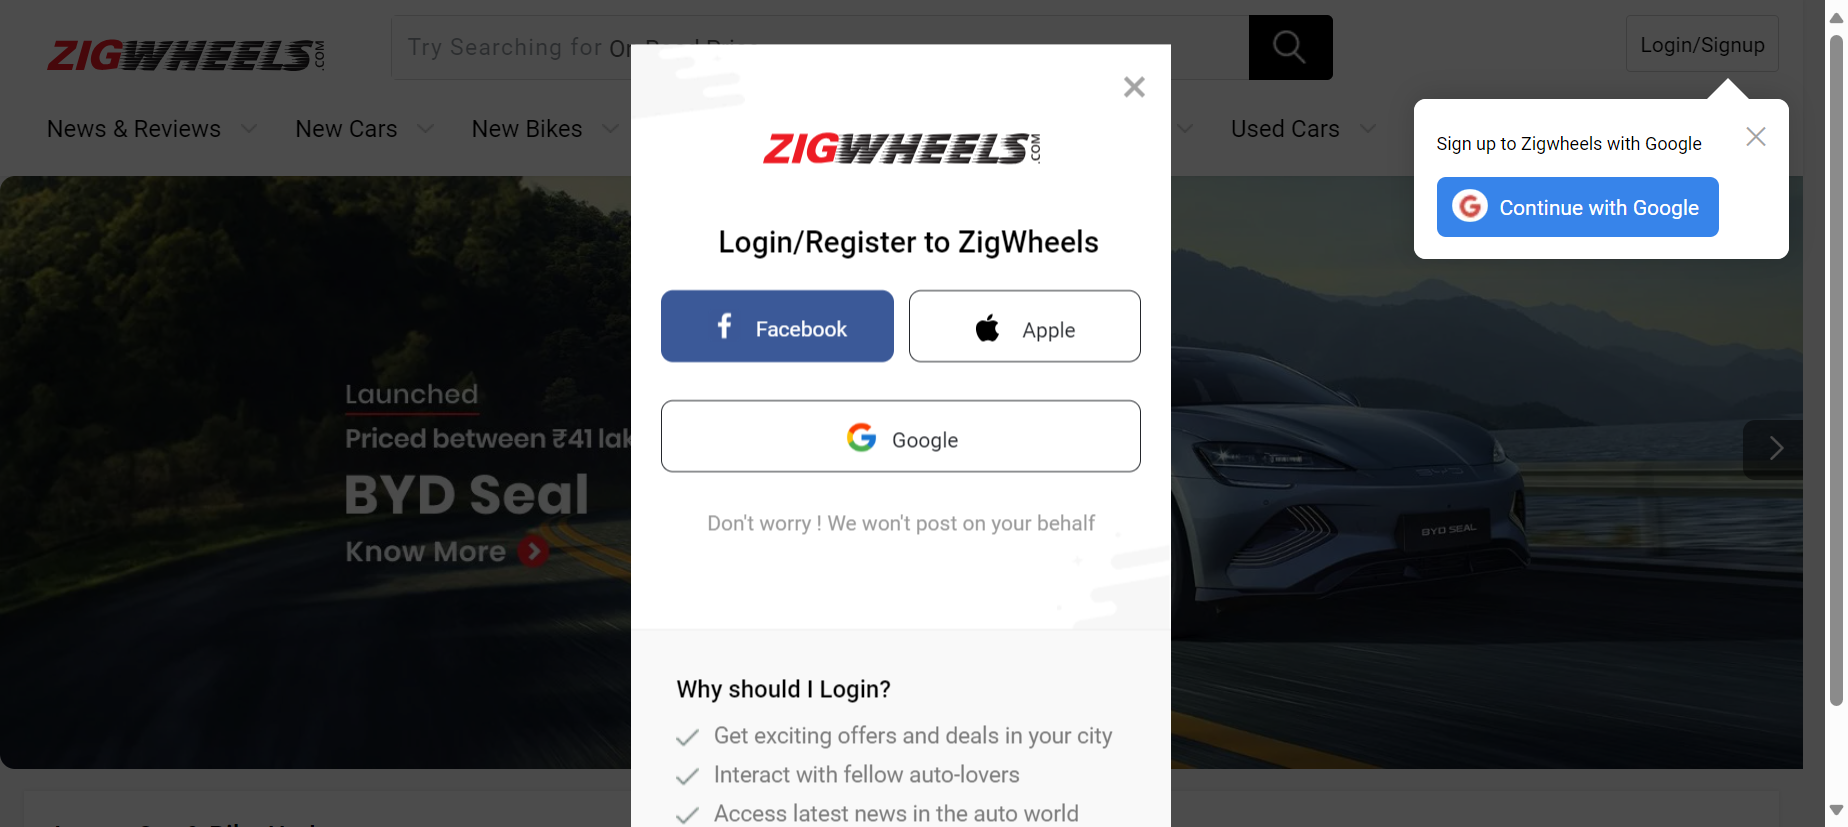 ZIGWHEELS.COM
Try Searching for On Road Price
Login/Signup
News & Reviews
New Cars
New Bikes
Used Cars
Sign up to Zigwheels with Google
Continue with Google
ZIGWHEELS.COM
Login/Register to ZigWheels
Facebook
Apple
Google
Don't worry ! We won't post on your behalf
Launched
Priced between ₹41 lak
BYD Seal
Know More
BYD SEAL
Why should I Login?
Get exciting offers and deals in your city
Interact with fellow auto-lovers
Access latest news in the auto world